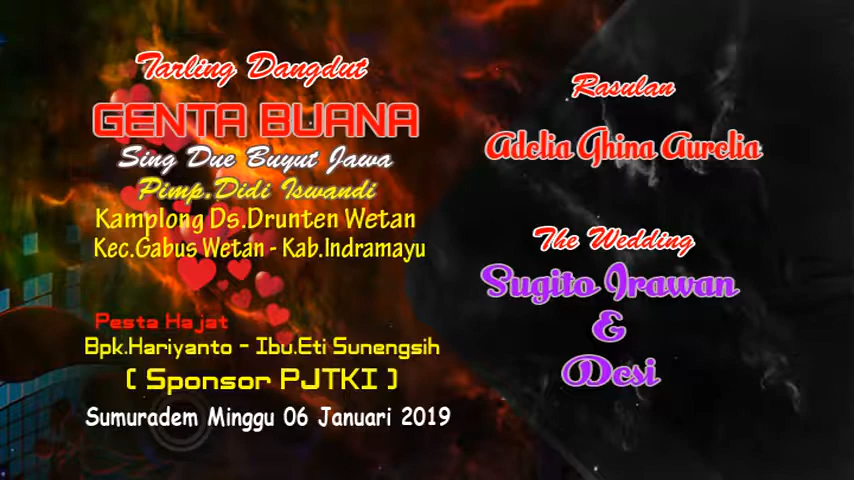 Tarling Dangdut
GENTA BUANA
Sing Due Buyut Jawa
Pimp.Didi Iswandi
Kamplong Ds.Drunten Wetan
Kec.Gabus Wetan - Kab.Indramayu
Pesta Hajat
Bpk.Hariyanto - Ibu.Eti Sunengsih
( Sponsor PJTKI )
Sumuradem Minggu 06 Januari 2019
Rasulan
Adelia Ghina Aurelia
The Wedding
Sugito Irawan
&
Desi